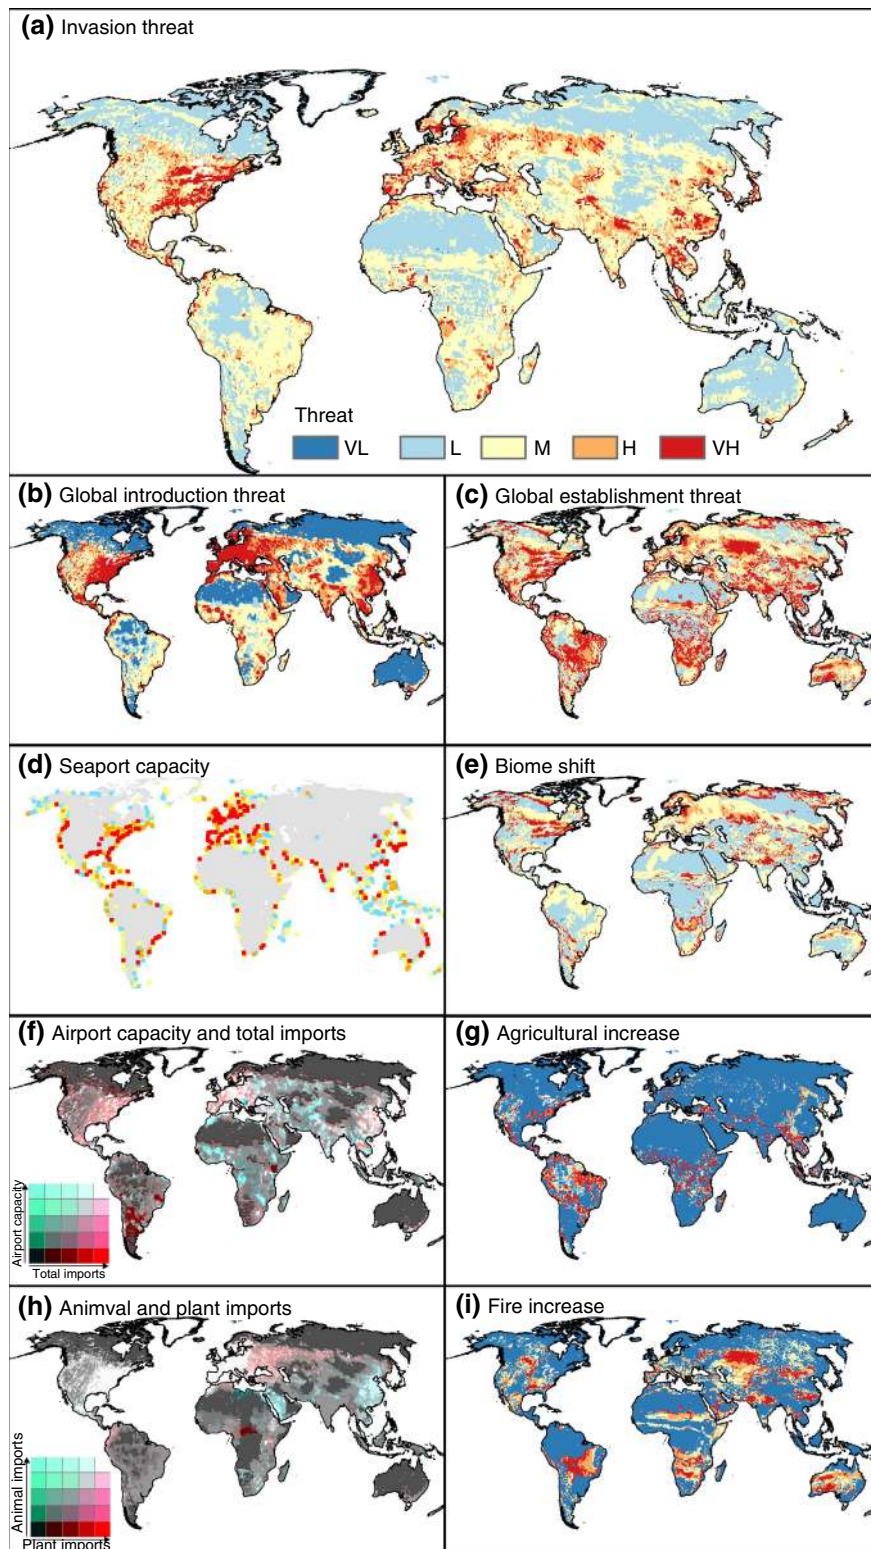 (a) Invasion threat
Threat
VL L M H VH
(b) Global introduction threat
(c) Global establishment threat
(d) Seaport capacity
(e) Biome shift
(f) Airport capacity and total imports
Airport capacity
Total imports
(g) Agricultural increase
(h) Animval and plant imports
Animal imports
Plant imports
(i) Fire increase